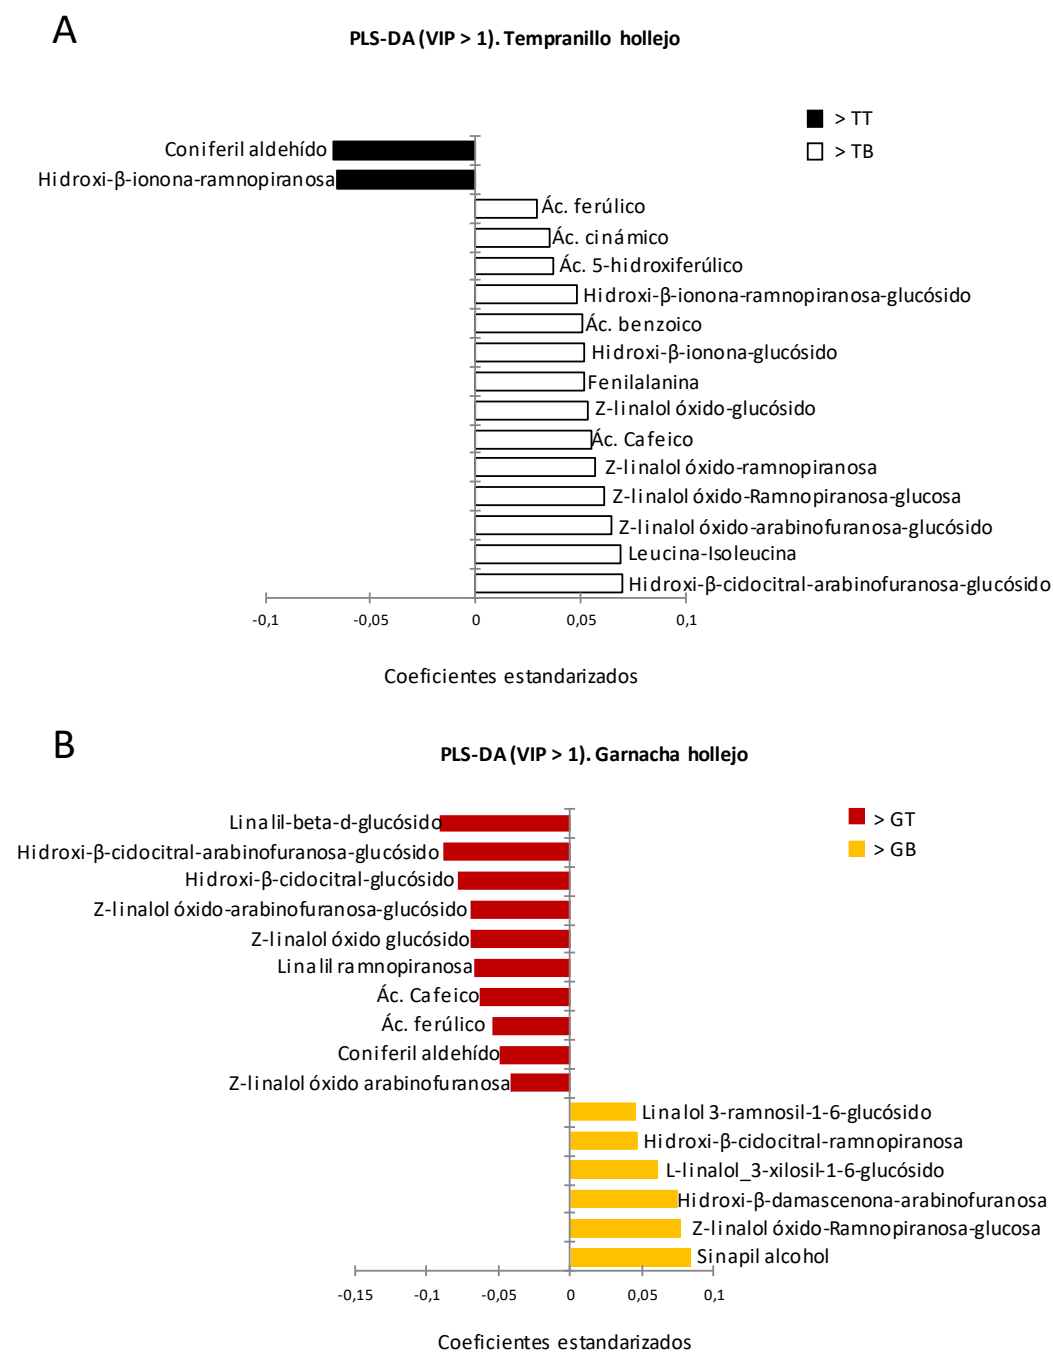 A
PLS-DA (VIP > 1). Tempranillo hollejo
> TT
> TB
Coniferil aldehído
Hidroxi-β-ionona-ramnopiranosa
Ác. ferúlico
Ác. cinámico
Ác. 5-hidroxiferúlico
Hidroxi-β-ionona-ramnopiranosa-glucósido
Ác. benzoico
Hidroxi-β-ionona-glucósido
Fenilalanina
Z-linalol óxido-glucósido
Ác. Cafeico
Z-linalol óxido-ramnopiranosa
Z-linalol óxido-Ramnopiranosa-glucosa
Z-linalol óxido-arabinofuranosa-glucósido
Leucina-Isoleucina
Hidroxi-β-ciclocitral-arabinofuranosa-glucósido
-0,1 -0,05 0 0,05 0,1
Coeficientes estandarizados
B
PLS-DA (VIP > 1). Garnacha hollejo
> GT
> GB
Linalil-beta-d-glucósido
Hidroxi-β-ciclocitral-arabinofuranosa-glucósido
Hidroxi-β-ciclocitral-glucósido
Z-linalol óxido-arabinofuranosa-glucósido
Z-linalol óxido glucósido
Linalil ramnopiranosa
Ác. Cafeico
Ác. ferúlico
Coniferil aldehído
Z-linalol óxido arabinofuranosa
Linalol 3-ramnosil-1-6-glucósido
Hidroxi-β-ciclocitral-ramnopiranosa
L-linalol_3-xilosil-1-6-glucósido
Hidroxi-β-damascenona-arabinofuranosa
Z-linalol óxido-Ramnopiranosa-glucosa
Sinapil alcohol
-0,15 -0,1 -0,05 0 0,05 0,1
Coeficientes estandarizados